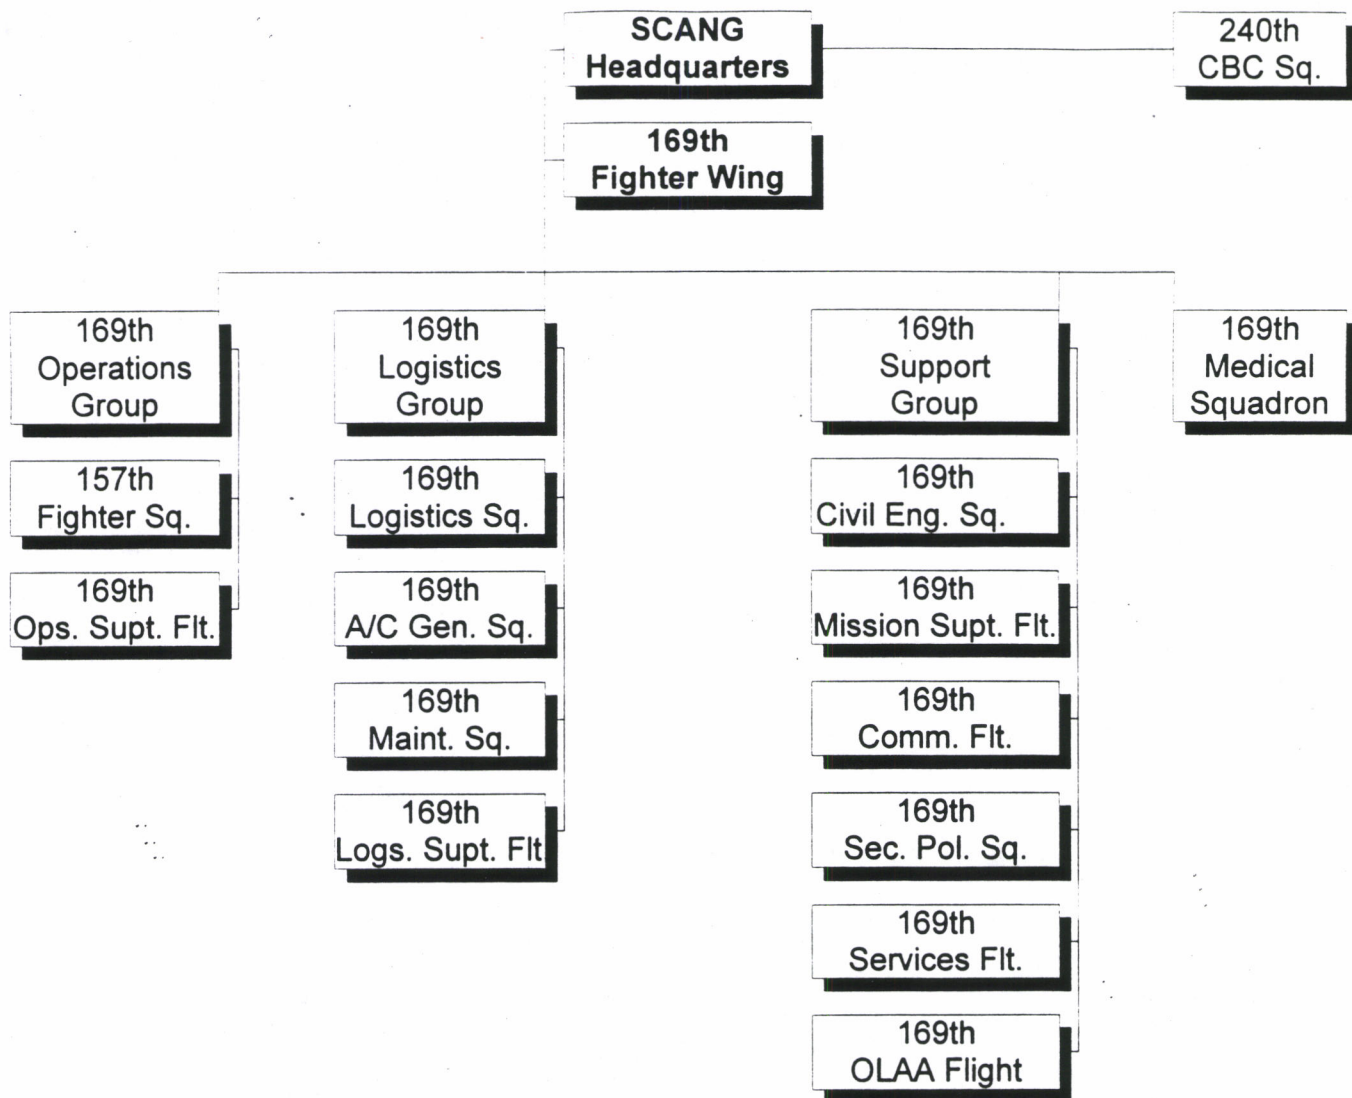 SCANG
Headquarters
240th
CBC Sq.
169th
Fighter Wing
169th
Operations
Group
157th
Fighter Sq.
169th
Ops. Supt. Flt.
169th
Logistics
Group
169th
Logistics Sq.
169th
A/C Gen. Sq.
169th
Maint. Sq.
169th
Logs. Supt. Flt.
169th
Support
Group
169th
Civil Eng. Sq.
169th
Mission Supt. Flt.
169th
Comm. Flt.
169th
Sec. Pol. Sq.
169th
Services Flt.
169th
OLAA Flight
169th
Medical
Squadron